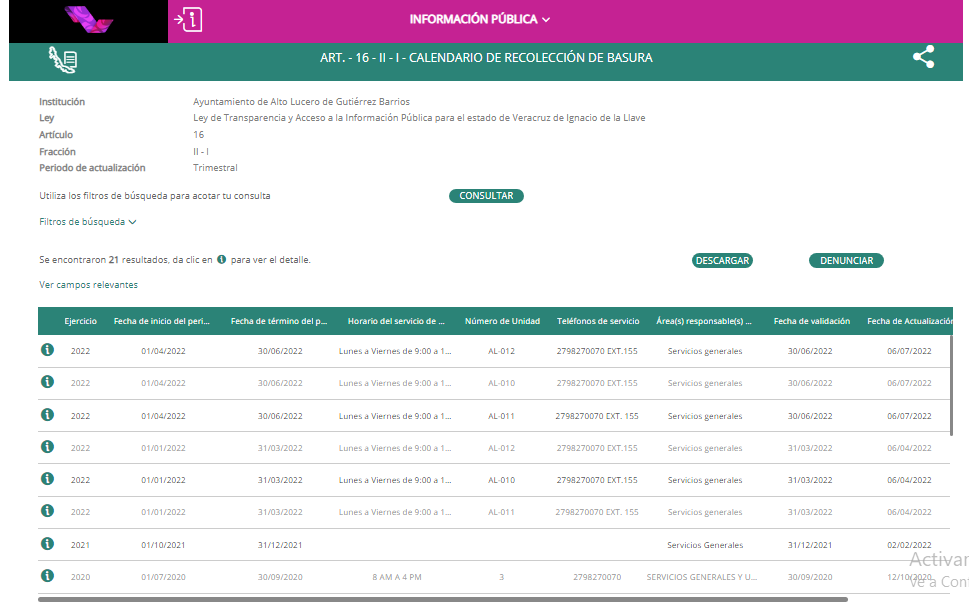 INFORMACIÓN PÚBLICA
ART. - 16 - II - I - CALENDARIO DE RECOLECCIÓN DE BASURA
Institución Ayuntamiento de Alto Lucero de Gutiérrez Barrios
Ley Ley de Transparencia y Acceso a la Información Pública para el estado de Veracruz de Ignacio de la Llave
Artículo 16
Fracción II - I
Periodo de actualización Trimestral
Utiliza los filtros de búsqueda para acotar tu consulta CONSULTAR
Filtros de búsqueda
Se encontraron 21 resultados, da clic en i para ver el detalle. DESCARGAR DENUNCIAR
Ver campos relevantes
Ejercicio Fecha de inicio del peri... Fecha de término del p... Horario del servicio de ... Número de Unidad Teléfonos de servicio Área(s) responsable(s) ... Fecha de validación Fecha de Actualización
2022 01/04/2022 30/06/2022 Lunes a Viernes de 9:00 a 1... AL-012 2798270070 EXT.155 Servicios generales 30/06/2022 06/07/2022
2022 01/04/2022 30/06/2022 Lunes a Viernes de 9:00 a 1... AL-010 2798270070 EXT.155 Servicios generales 30/06/2022 06/07/2022
2022 01/04/2022 30/06/2022 Lunes a Viernes de 9:00 a 1... AL-011 2798270070 EXT. 155 Servicios generales 30/06/2022 06/07/2022
2022 01/01/2022 31/03/2022 Lunes a Viernes de 9:00 a 1... AL-012 2798270070 EXT.155 Servicios generales 31/03/2022 06/04/2022
2022 01/01/2022 31/03/2022 Lunes a Viernes de 9:00 a 1... AL-010 2798270070 EXT.155 Servicios generales 31/03/2022 06/04/2022
2022 01/01/2022 31/03/2022 Lunes a Viernes de 9:00 a 1... AL-011 2798270070 EXT. 155 Servicios generales 31/03/2022 06/04/2022
2021 01/10/2021 31/12/2021 Servicios Generales 31/12/2021 02/02/2022
Activar
2020 01/07/2020 30/09/2020 8 AM A 4 PM 3 2798270070 SERVICIOS GENERALES Y U... 30/09/2020 12/10/2020
Ve a Conf